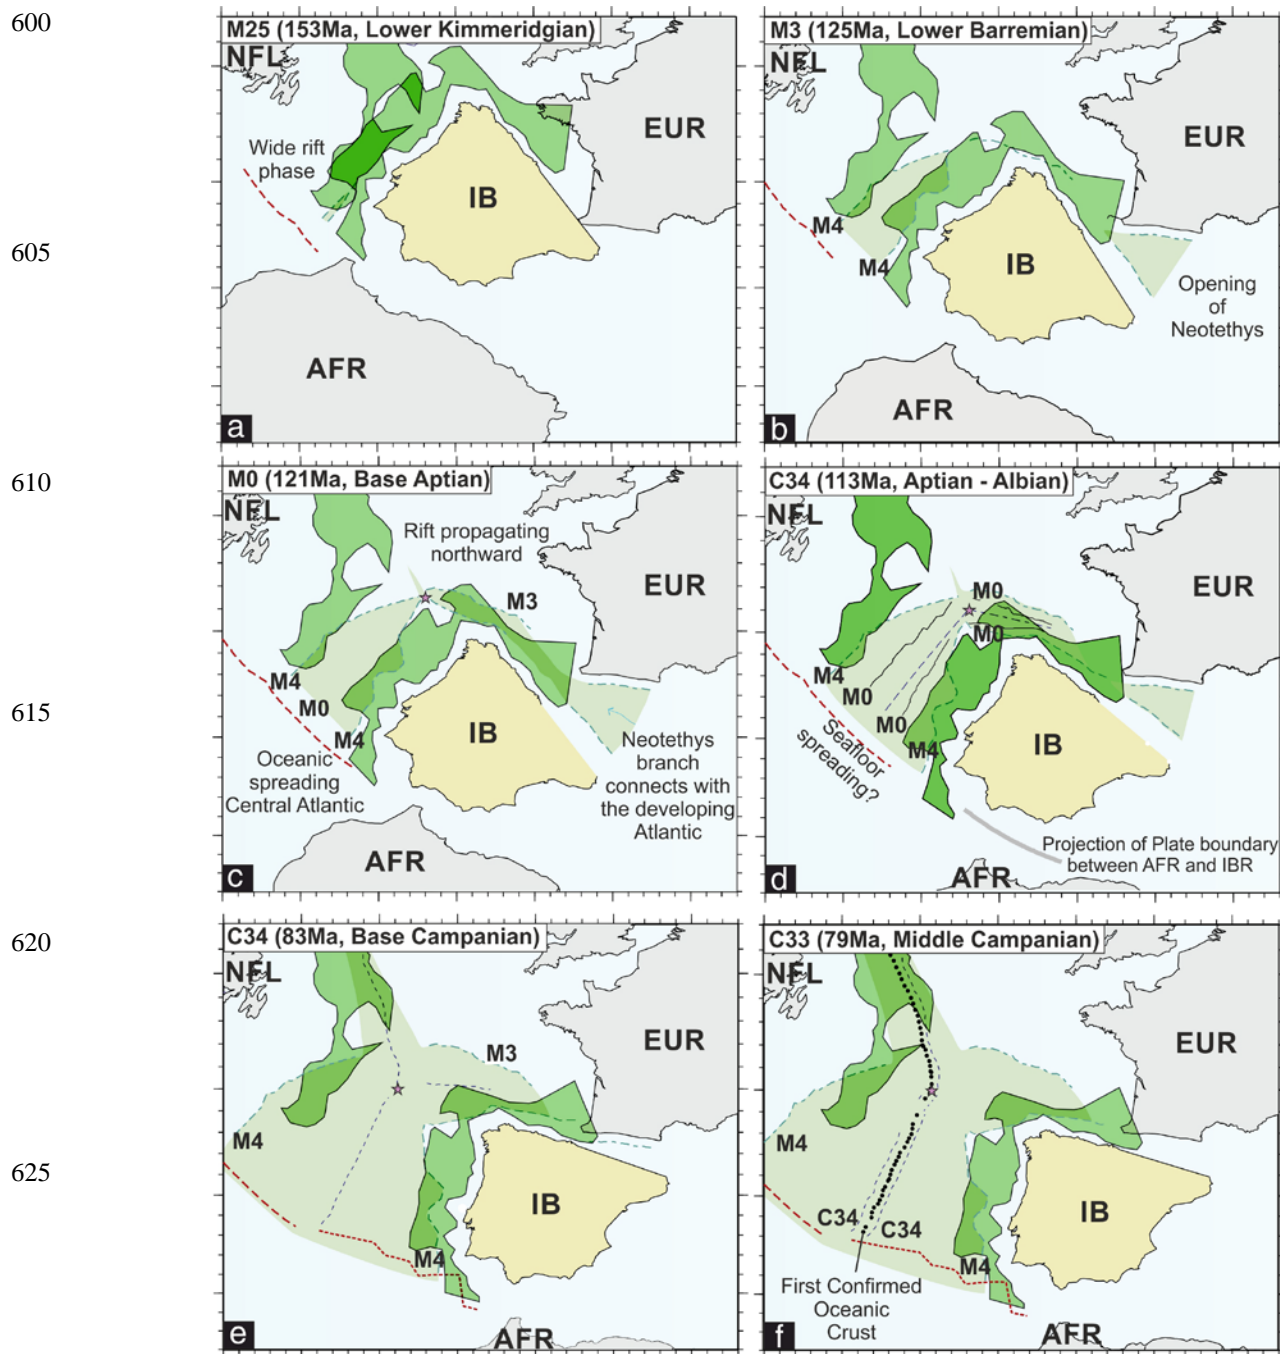 600
M25 (153Ma, Lower Kimmeridgian)
NFL
Wide rift
phase
EUR
IB
AFR
a
M3 (125Ma, Lower Barremian)
NFL
EUR
M4
M4
IB
Opening
of
Neotethys
AFR
b
605
610
M0 (121Ma, Base Aptian)
NFL
Rift propagating
northward
EUR
M3
M4
M0
M4
IB
Oceanic
spreading
Central Atlantic
Neotethys
branch
connects with
the developing
Atlantic
AFR
c
C34 (113Ma, Aptian - Albian)
NFL
EUR
M0
M0
M4
M0
M0
M4
IB
Seafloor
spreading?
Projection of Plate boundary
between AFR and IBR
AFR
d
615
620
C34 (83Ma, Base Campanian)
NFL
EUR
M3
M4
IB
M4
AFR
e
C33 (79Ma, Middle Campanian)
NFL
EUR
M4
IB
C34
C34
M4
First Confirmed
Oceanic
Crust
AFR
f
625